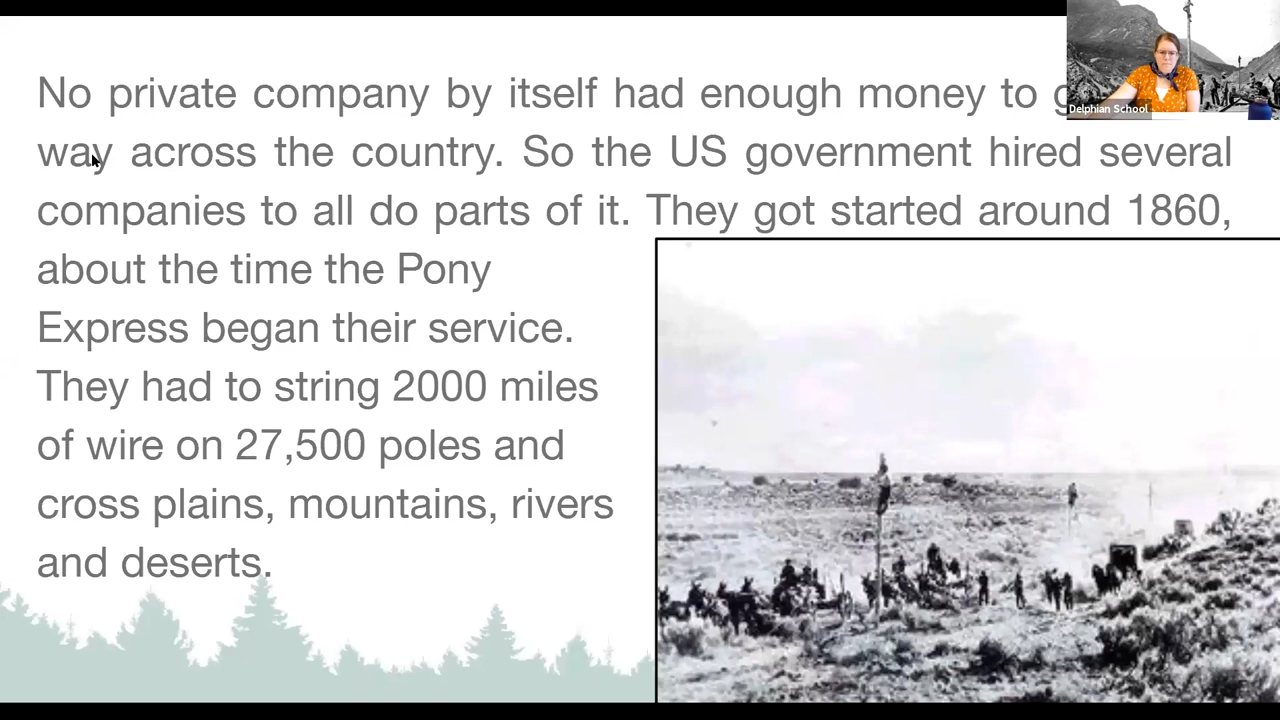 No private company by itself had enough money to
way across the country. So the US government hired several
companies to all do parts of it. They got started around 1860,
about the time the Pony
Express began their service.
They had to string 2000 miles
of wire on 27,500 poles and
cross plains, mountains, rivers
and deserts.
Delphian School